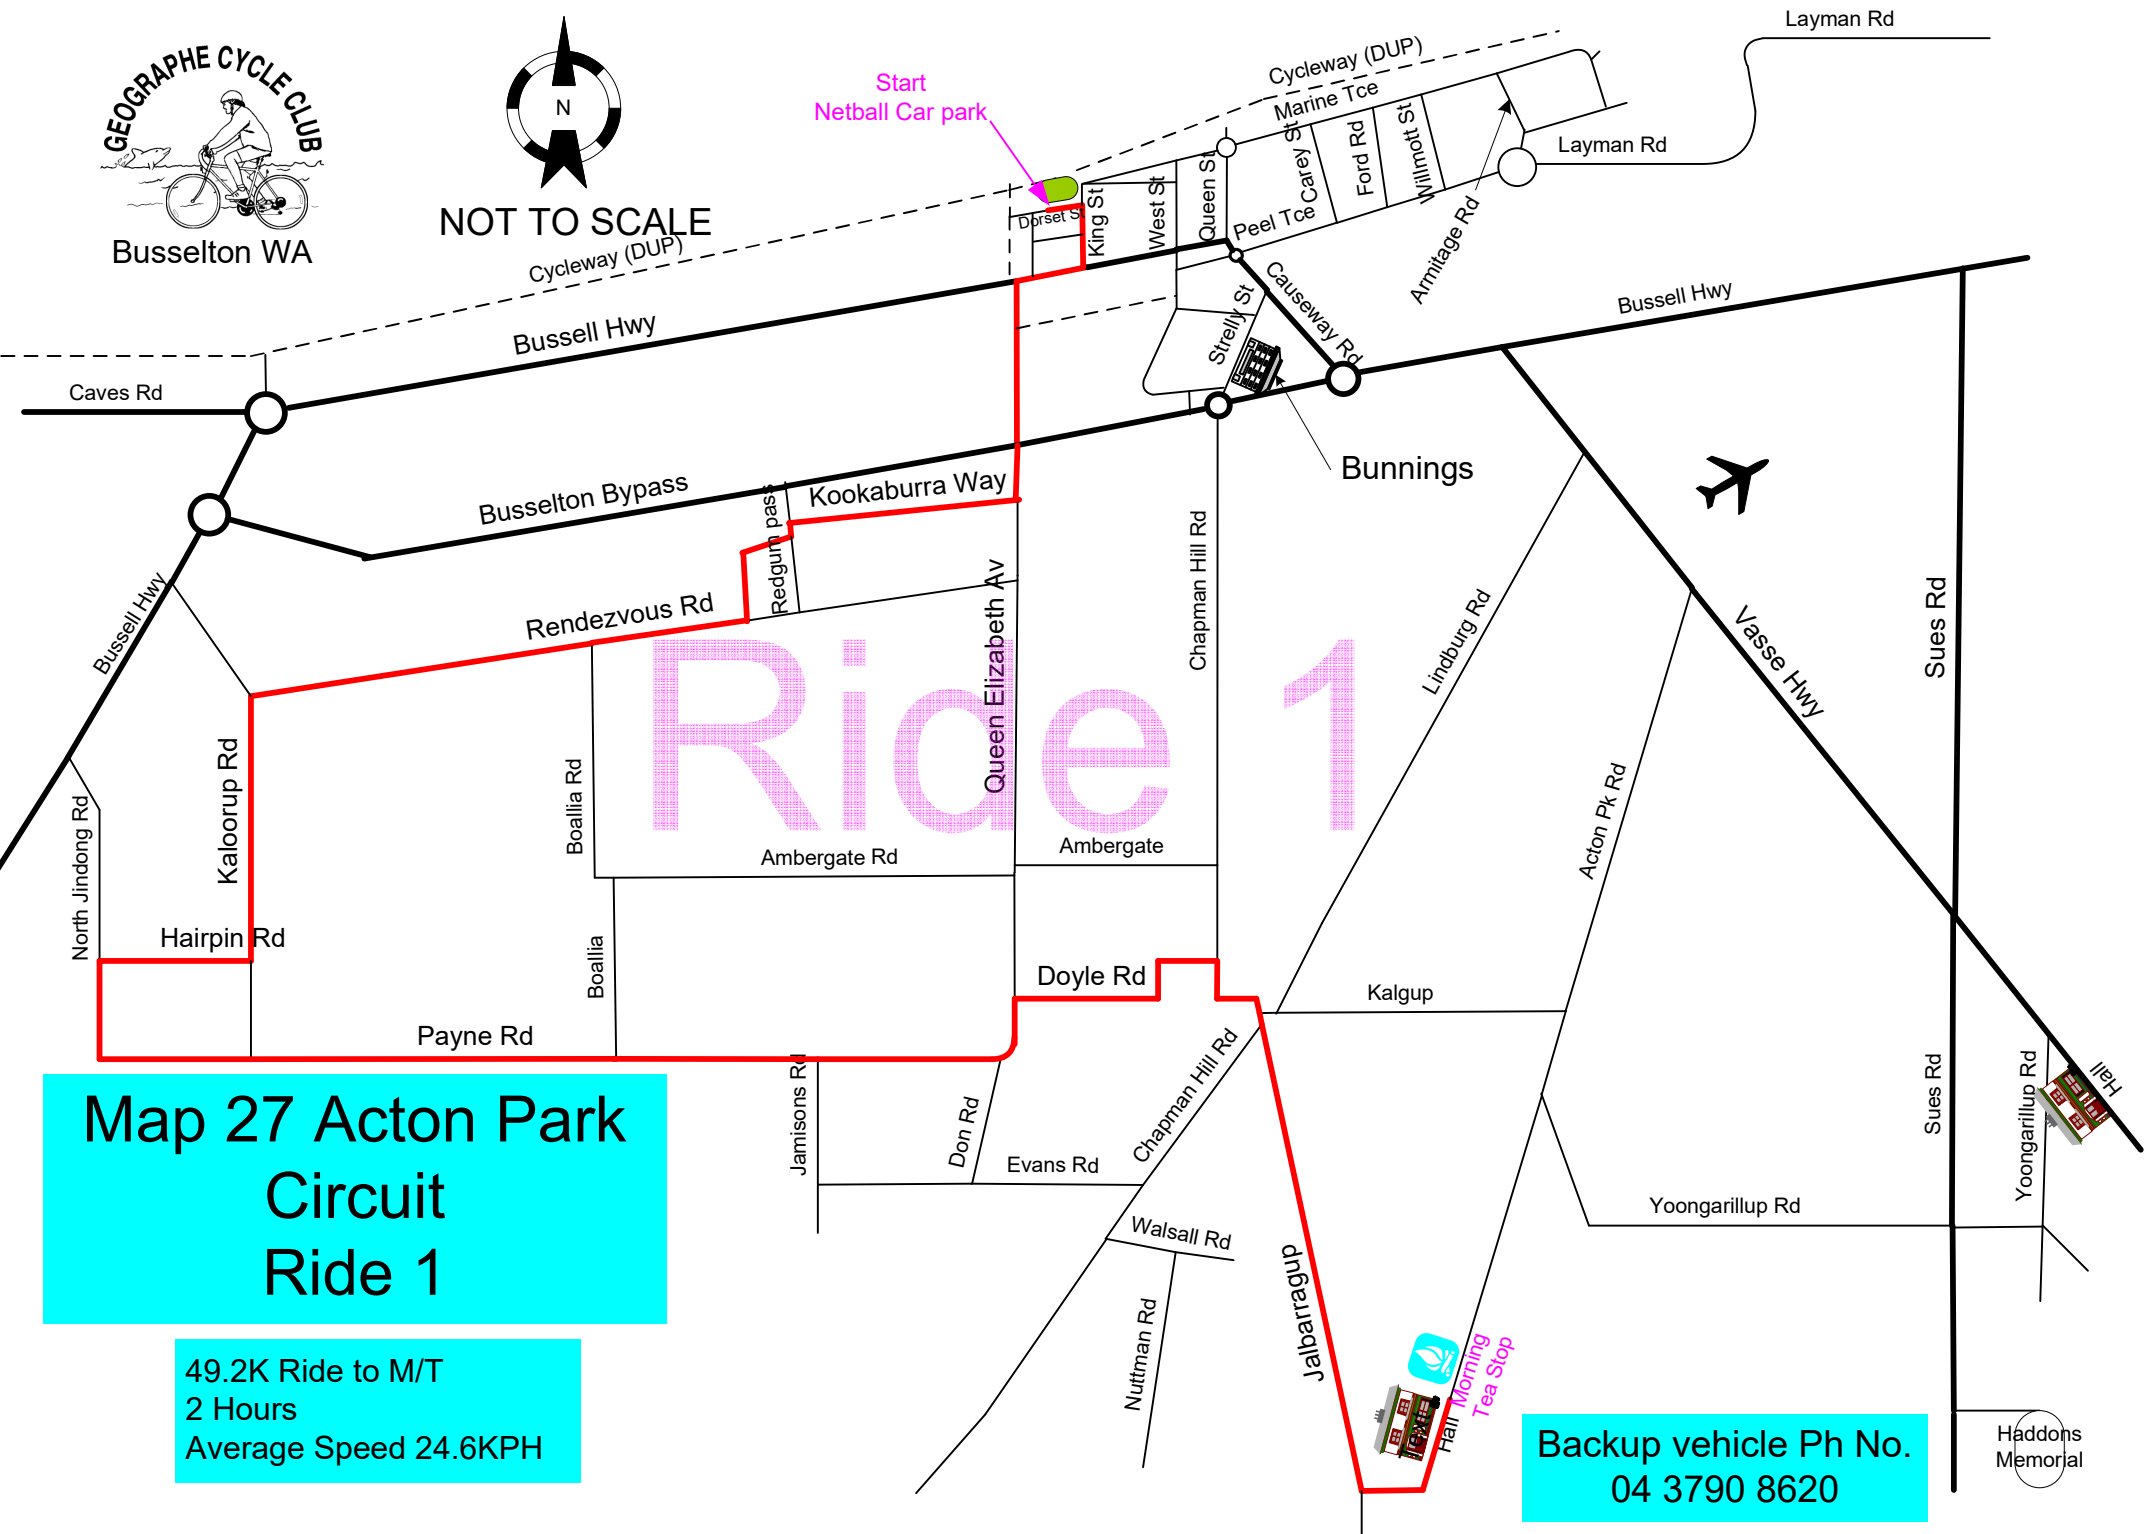 Layman Rd
GEOGRAPHE CYCLE CLUB
Busselton WA
N
NOT TO SCALE
Start
Netball Car park
Cycleway (DUP)
Marine Tce
Carey St
Ford Rd
Willmott St
Layman Rd
Armitage Rd
Dorset St
King St
West St
Queen St
Peel Tce
Cycleway (DUP)
Causeway Rd
Strelly St
Bussell Hwy
Bussell Hwy
Caves Rd
Bunnings
Busselton Bypass
Kookaburra Way
Redgum pass
Chapman Hill Rd
Bussell Hwy
Rendezvous Rd
Queen Elizabeth Av
Lindburg Rd
Vasse Hwy
Sues Rd
Ride 1
Kaloorup Rd
North Jindong Rd
Boallia Rd
Ambergate Rd
Ambergate
Acton Pk Rd
Hairpin Rd
Boallia
Doyle Rd
Kalgup
Payne Rd
Jamisons Rd
Don Rd
Evans Rd
Chapman Hill Rd
Sues Rd
Yoongarillup Rd
Hall
Yoongarillup Rd
Walsall Rd
Nuttman Rd
Jalbarragup
Map 27 Acton Park
Circuit
Ride 1
49.2K Ride to M/T
2 Hours
Average Speed 24.6KPH
Morning
Tea Stop
Text
Hall
Backup vehicle Ph No.
04 3790 8620
Haddons
Memorial